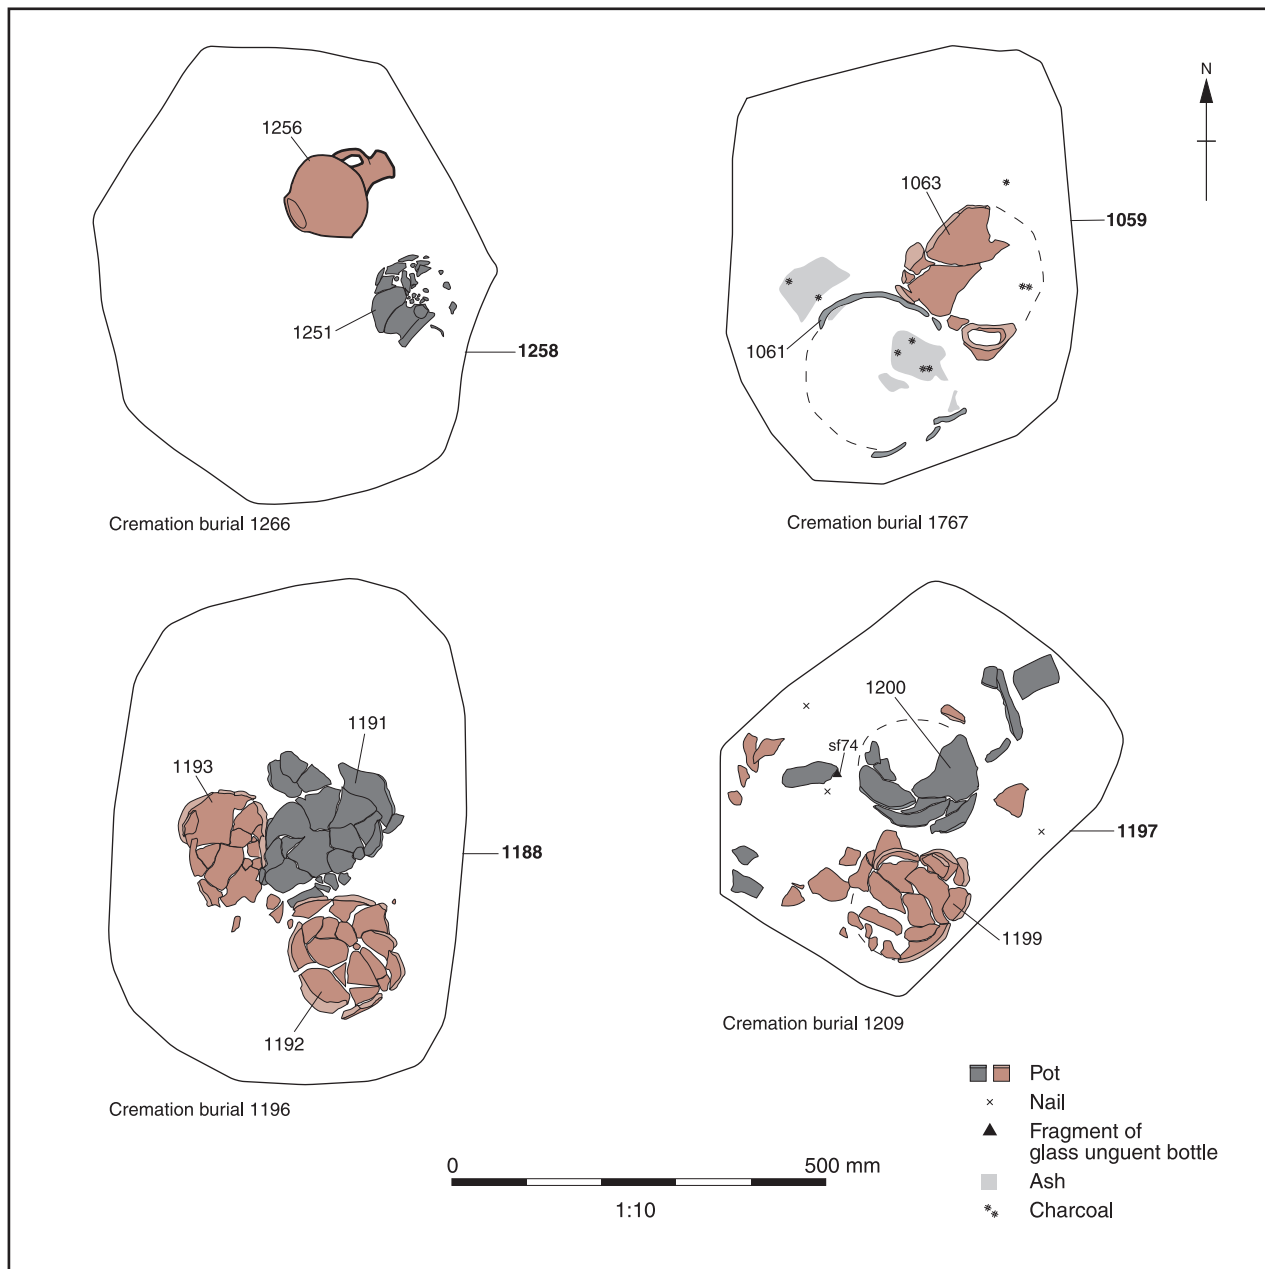 N
1256
1251
1258
Cremation burial 1266
1063
1059
1061
Cremation burial 1767
1191
1193
1188
1192
Cremation burial 1196
1200
sf74
1197
1199
Cremation burial 1209
Pot
Nail
Fragment of
glass unguent bottle
Ash
Charcoal
0
500 mm
1:10